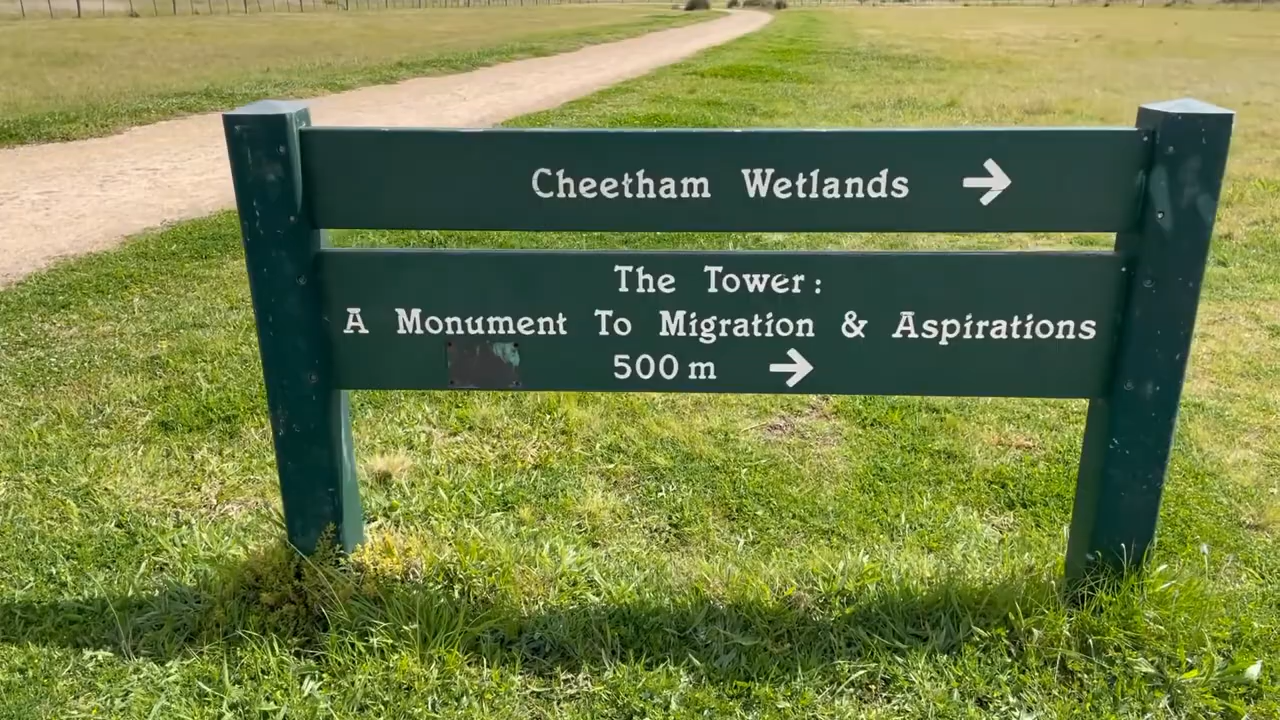 Cheetham Wetlands →
The Tower:
A Monument To Migration & Aspirations
500 m →